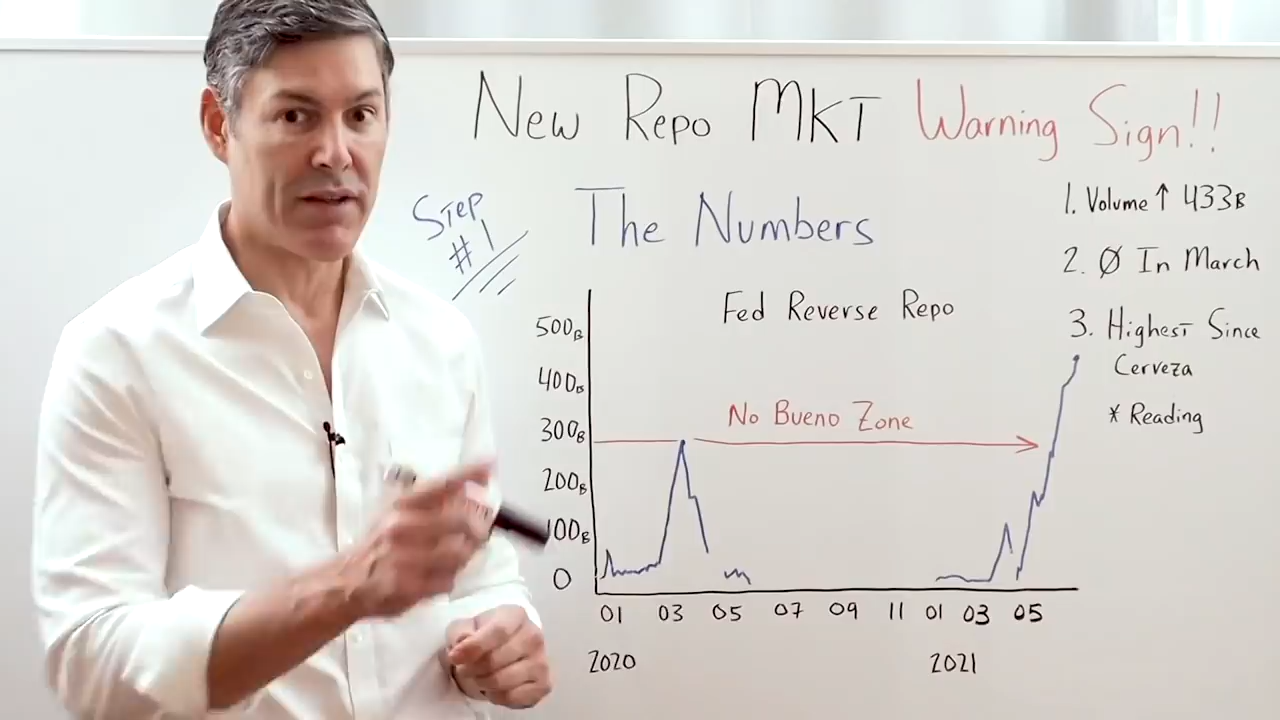 New Repo MKT Warning Sign!!
Step
#1
The Numbers
1. Volume ↑ 433B
2. Ø In March
3. Highest Since
Cerveza
* Reading
Fed Reverse Repo
500B
400B
300B
200B
100B
0
No Bueno Zone
01 03 05 07 09 11 01 03 05
2020 2021